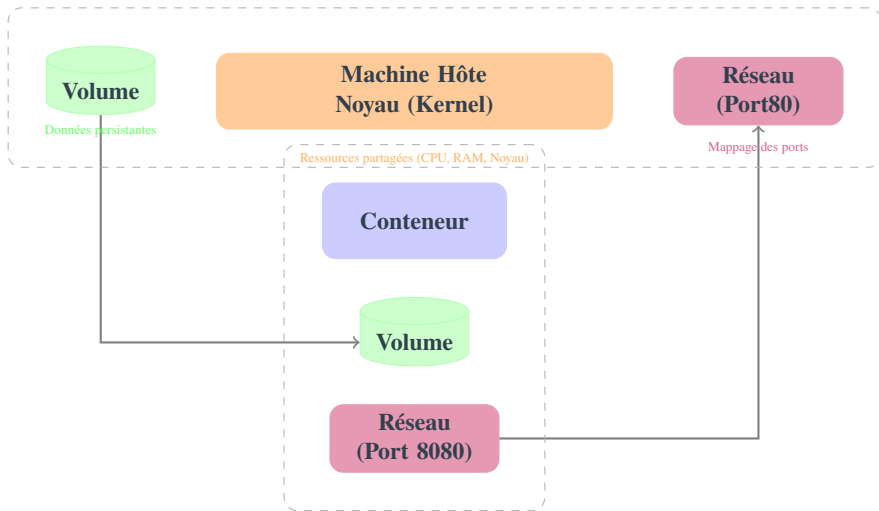 Volume
Données persistantes
Machine Hôte
Noyau (Kernel)
Réseau
(Port80)
Mappage des ports
Ressources partagées (CPU, RAM, Noyau)
Conteneur
Volume
Réseau
(Port 8080)